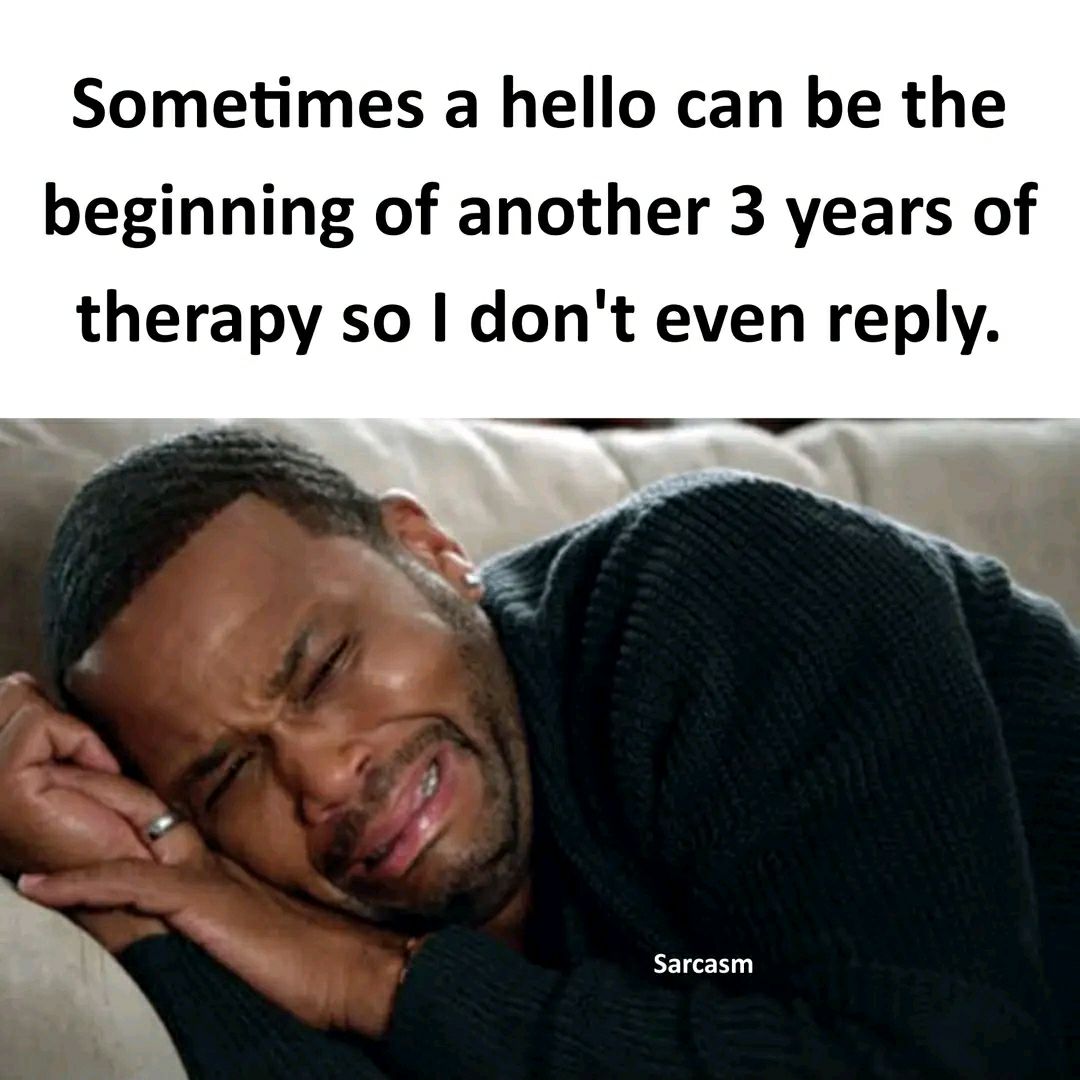 Sometimes a hello can be the
beginning of another 3 years of
therapy so I don't even reply.
Sarcasm